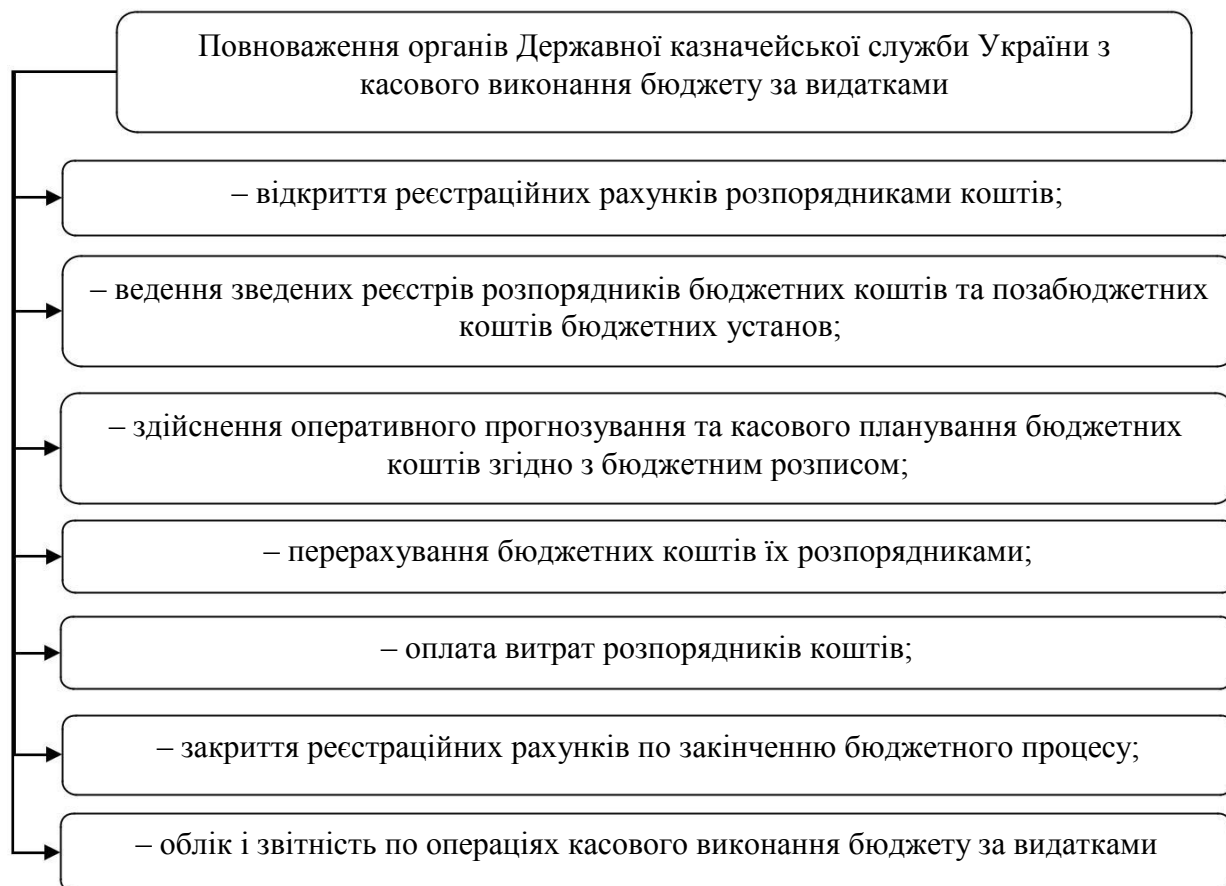 Повноваження органів Державної казначейської служби України з
касового виконання бюджету за видатками
– відкриття реєстраційних рахунків розпорядниками коштів;
– ведення зведених реєстрів розпорядників бюджетних коштів та позабюджетних
коштів бюджетних установ;
– здійснення оперативного прогнозування та касового планування бюджетних
коштів згідно з бюджетним розписом;
– перерахування бюджетних коштів їх розпорядниками;
– оплата витрат розпорядників коштів;
– закриття реєстраційних рахунків по закінченню бюджетного процесу;
– облік і звітність по операціях касового виконання бюджету за видатками